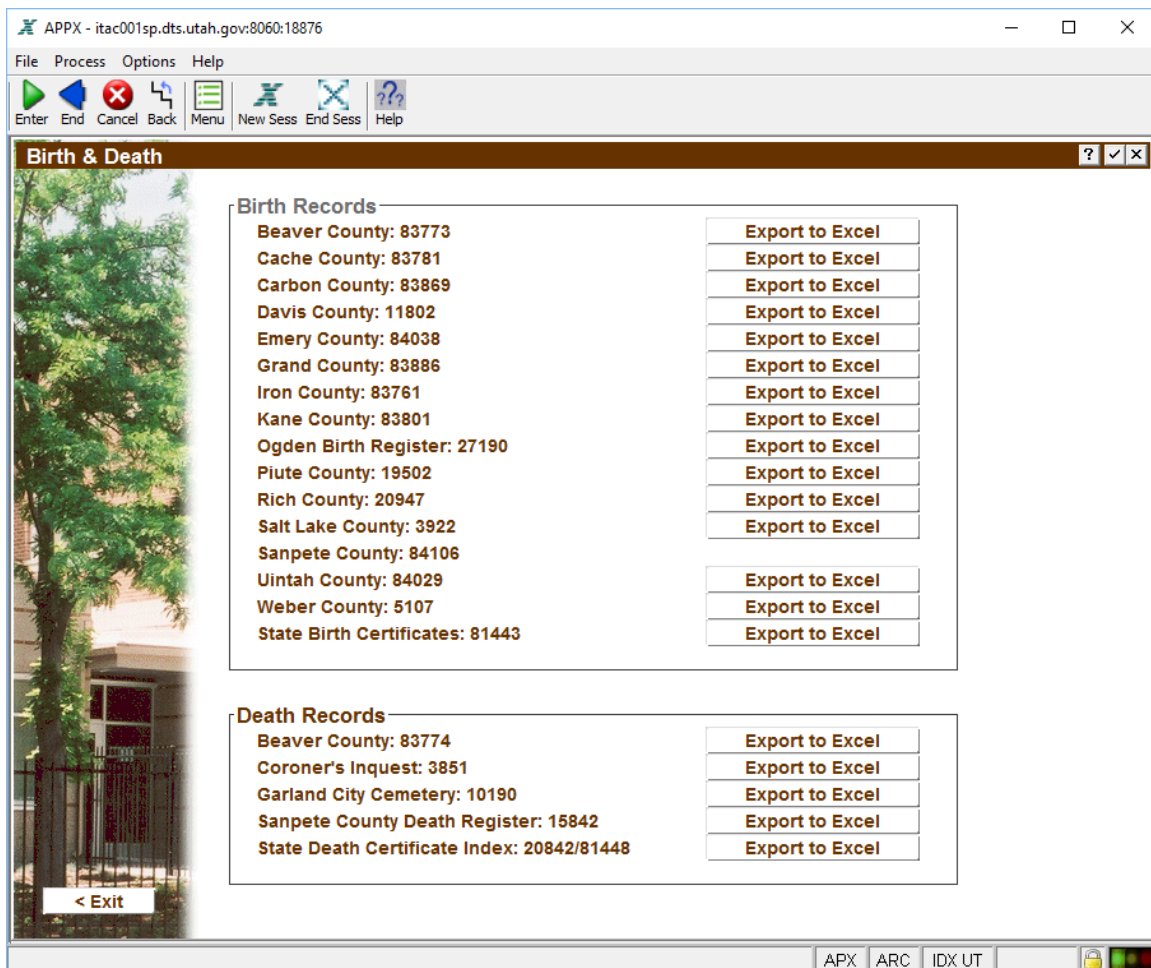 APPX - itac001sp.dts.utah.gov:8060:18876
File Process Options Help
Enter End Cancel Back Menu New Sess End Sess Help
Birth & Death
Birth Records
Beaver County: 83773 Export to Excel
Cache County: 83781 Export to Excel
Carbon County: 83869 Export to Excel
Davis County: 11802 Export to Excel
Emery County: 84038 Export to Excel
Grand County: 83886 Export to Excel
Iron County: 83761 Export to Excel
Kane County: 83801 Export to Excel
Ogden Birth Register: 27190 Export to Excel
Piute County: 19502 Export to Excel
Rich County: 20947 Export to Excel
Salt Lake County: 3922 Export to Excel
Sanpete County: 84106
Uintah County: 84029 Export to Excel
Weber County: 5107 Export to Excel
State Birth Certificates: 81443 Export to Excel
Death Records
Beaver County: 83774 Export to Excel
Coroner's Inquest: 3851 Export to Excel
Garland City Cemetery: 10190 Export to Excel
Sanpete County Death Register: 15842 Export to Excel
State Death Certificate Index: 20842/81448 Export to Excel
< Exit
APX ARC IDX UT